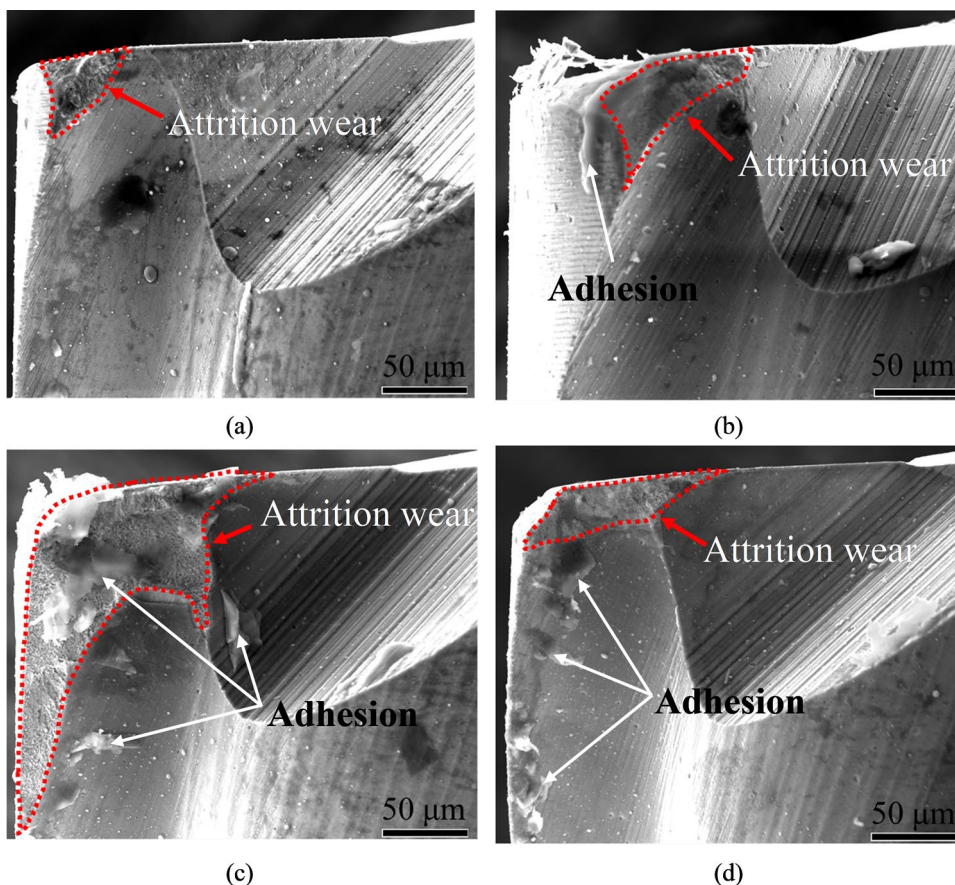 Attrition wear
50 μm
(a)
Attrition wear
Adhesion
50 μm
(b)
Attrition wear
Adhesion
50 μm
(c)
Attrition wear
Adhesion
50 μm
(d)